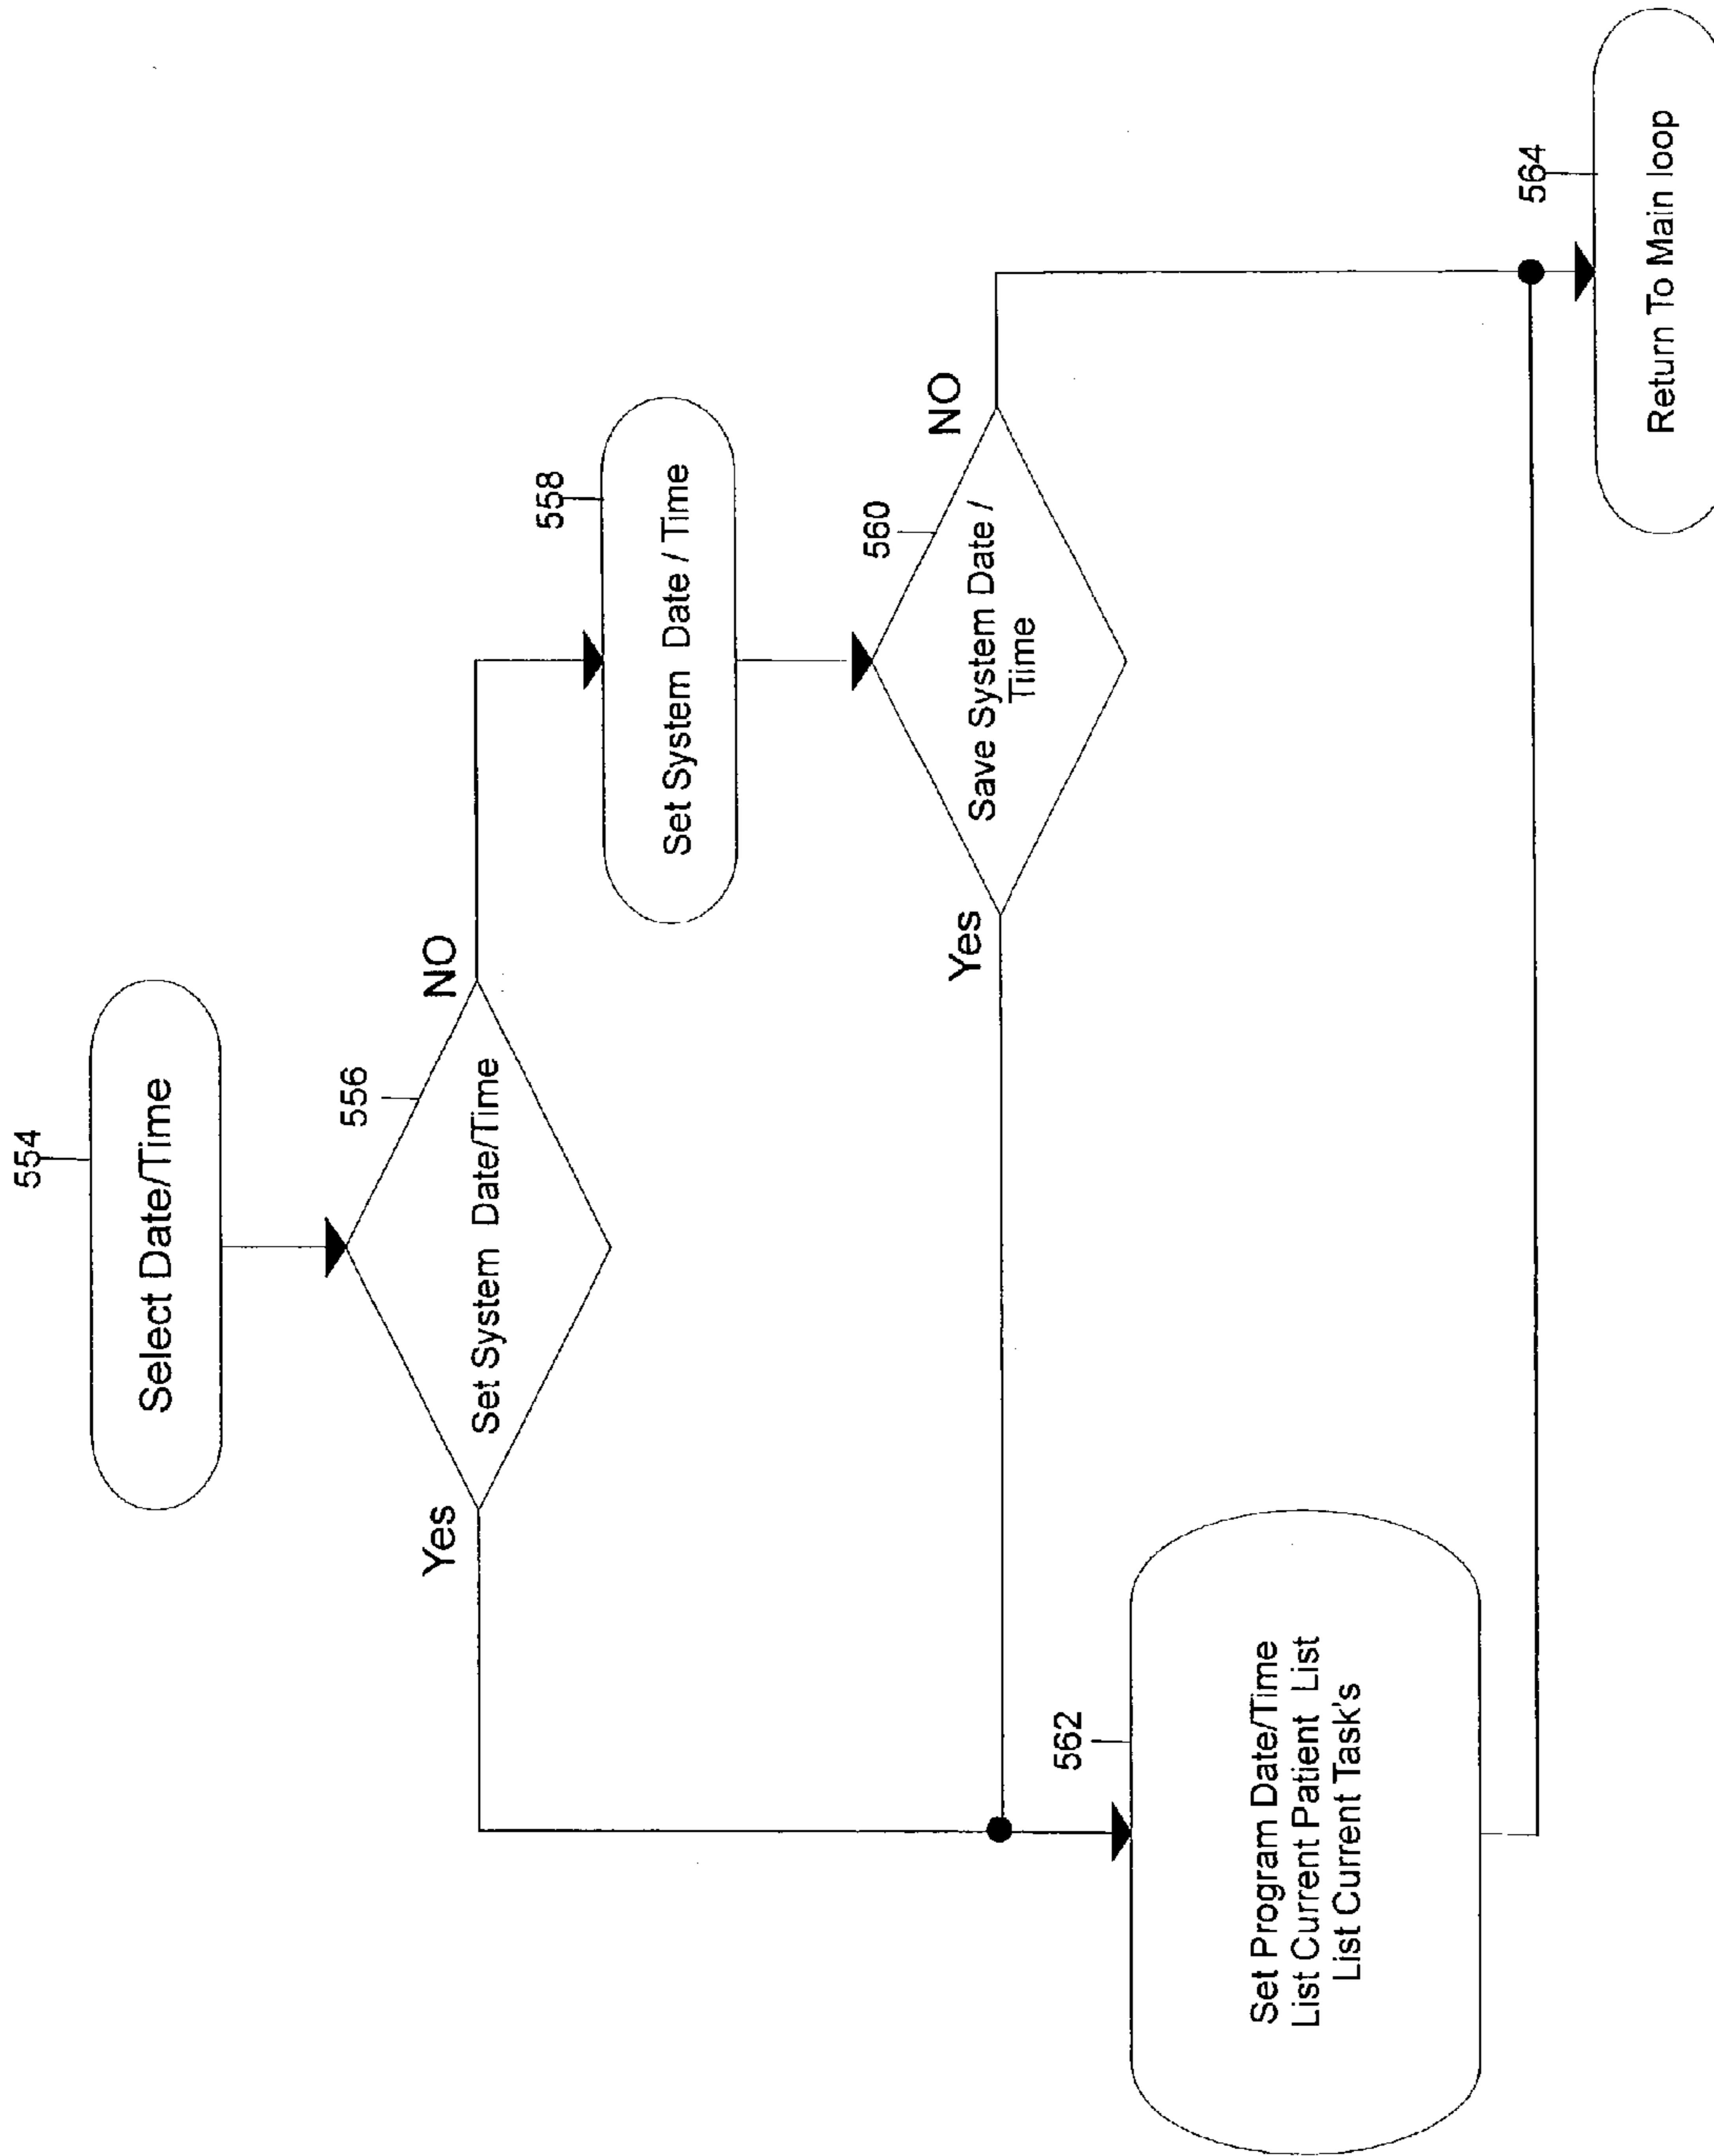 554
Select Date/Time
556
Set System Date/Time
Yes
NO
558
Set System Date / Time
560
Save System Date /
Tiime
Yes
NO
562
Set Program Date/Time
List Current Patient List
List Current Task's
564
Return To Main loop